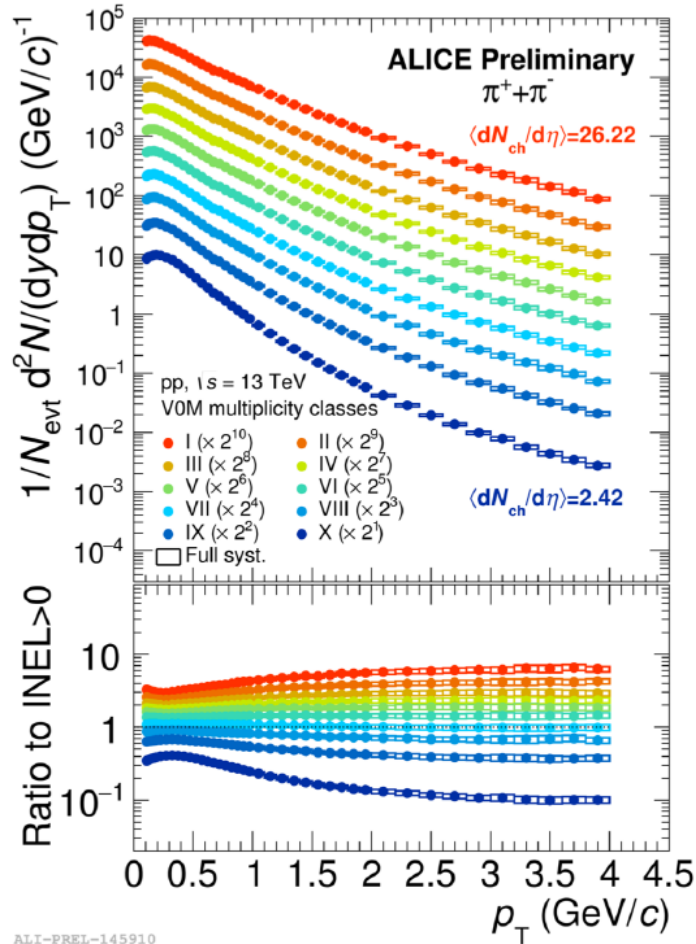 10⁵
10⁴
10³
10²
10
1
10⁻¹
10⁻²
10⁻³
10⁻⁴
1/N_evt d²N/(dydp_T) (GeV/c)⁻¹
ALICE Preliminary
π⁺+π⁻
⟨dN_ch/dη⟩=26.22
pp, √s = 13 TeV
V0M multiplicity classes
I (× 2¹⁰) II (× 2⁹)
III (× 2⁸) IV (× 2⁷)
V (× 2⁶) VI (× 2⁵)
VII (× 2⁴) VIII (× 2³)
IX (× 2²) X (× 2¹)
Full syst.
⟨dN_ch/dη⟩=2.42
Ratio to INEL>0
10
1
10⁻¹
0 0.5 1 1.5 2 2.5 3 3.5 4 4.5
p_T (GeV/c)
ALI-PREL-145910